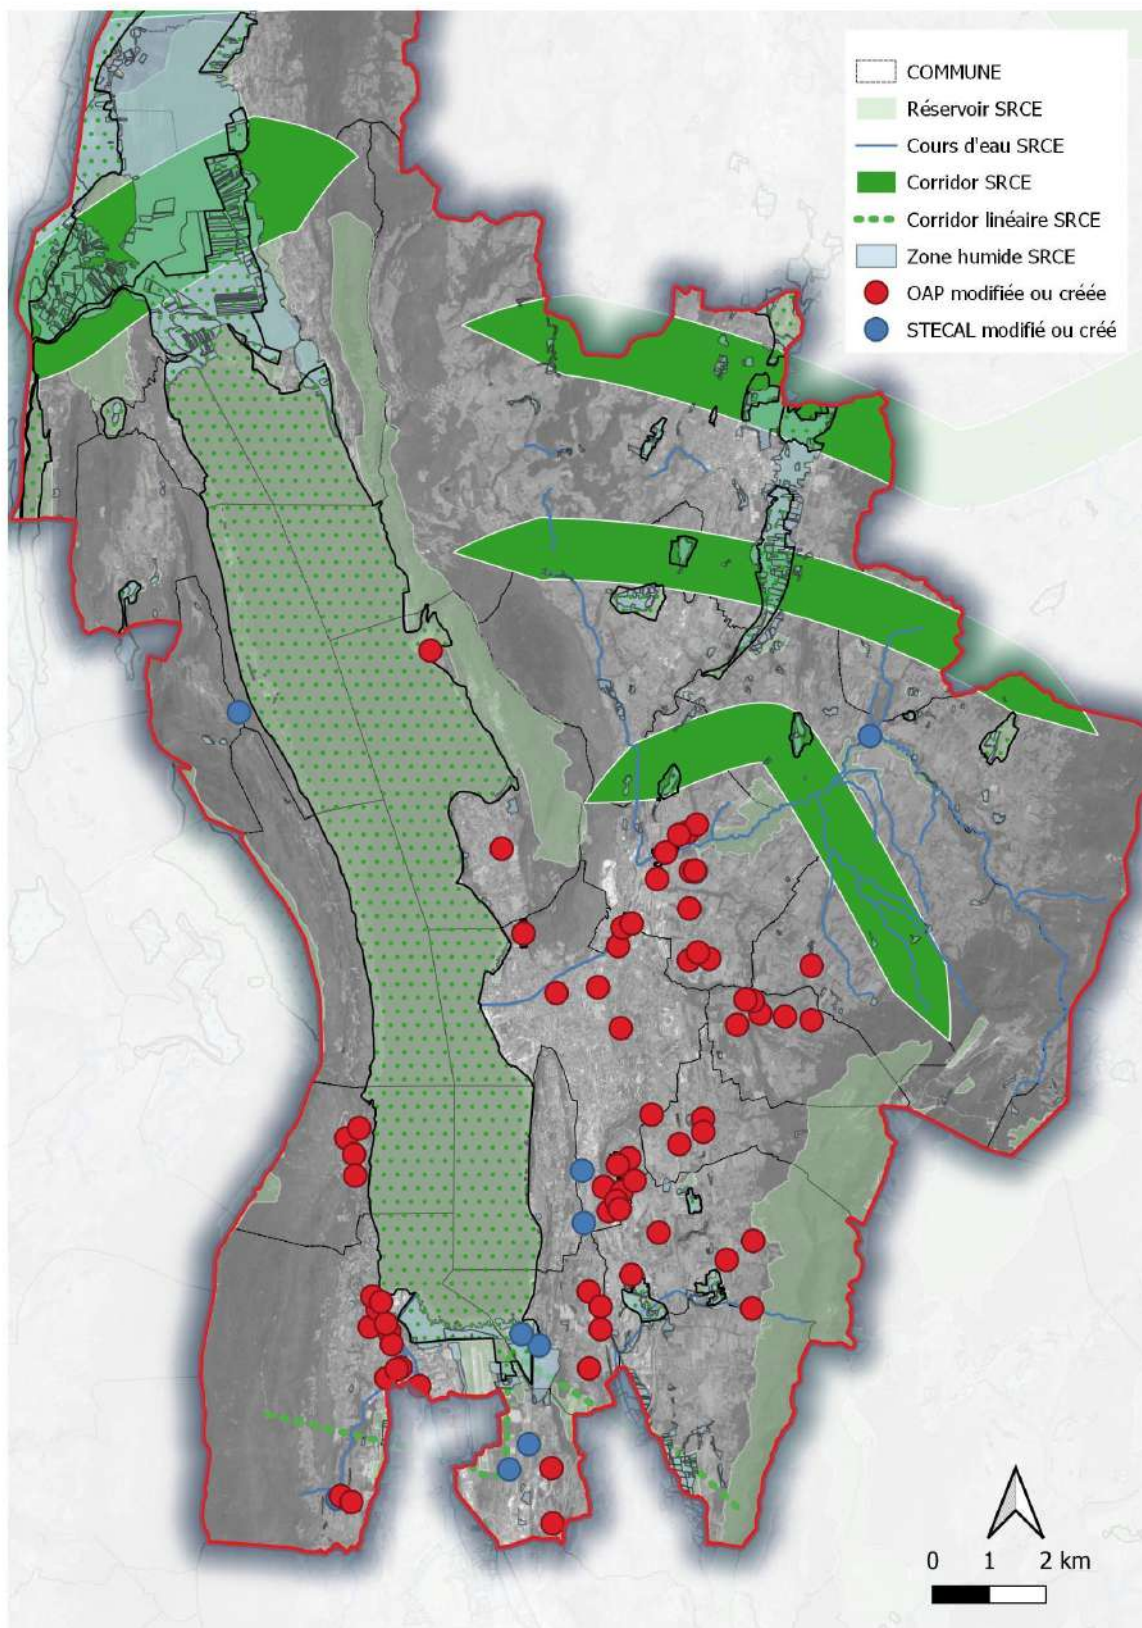 COMMUNE
Réservoir SRCE
Cours d'eau SRCE
Corridor SRCE
Corridor linéaire SRCE
Zone humide SRCE
OAP modifiée ou créée
STECAL modifié ou créé
0 1 2 km